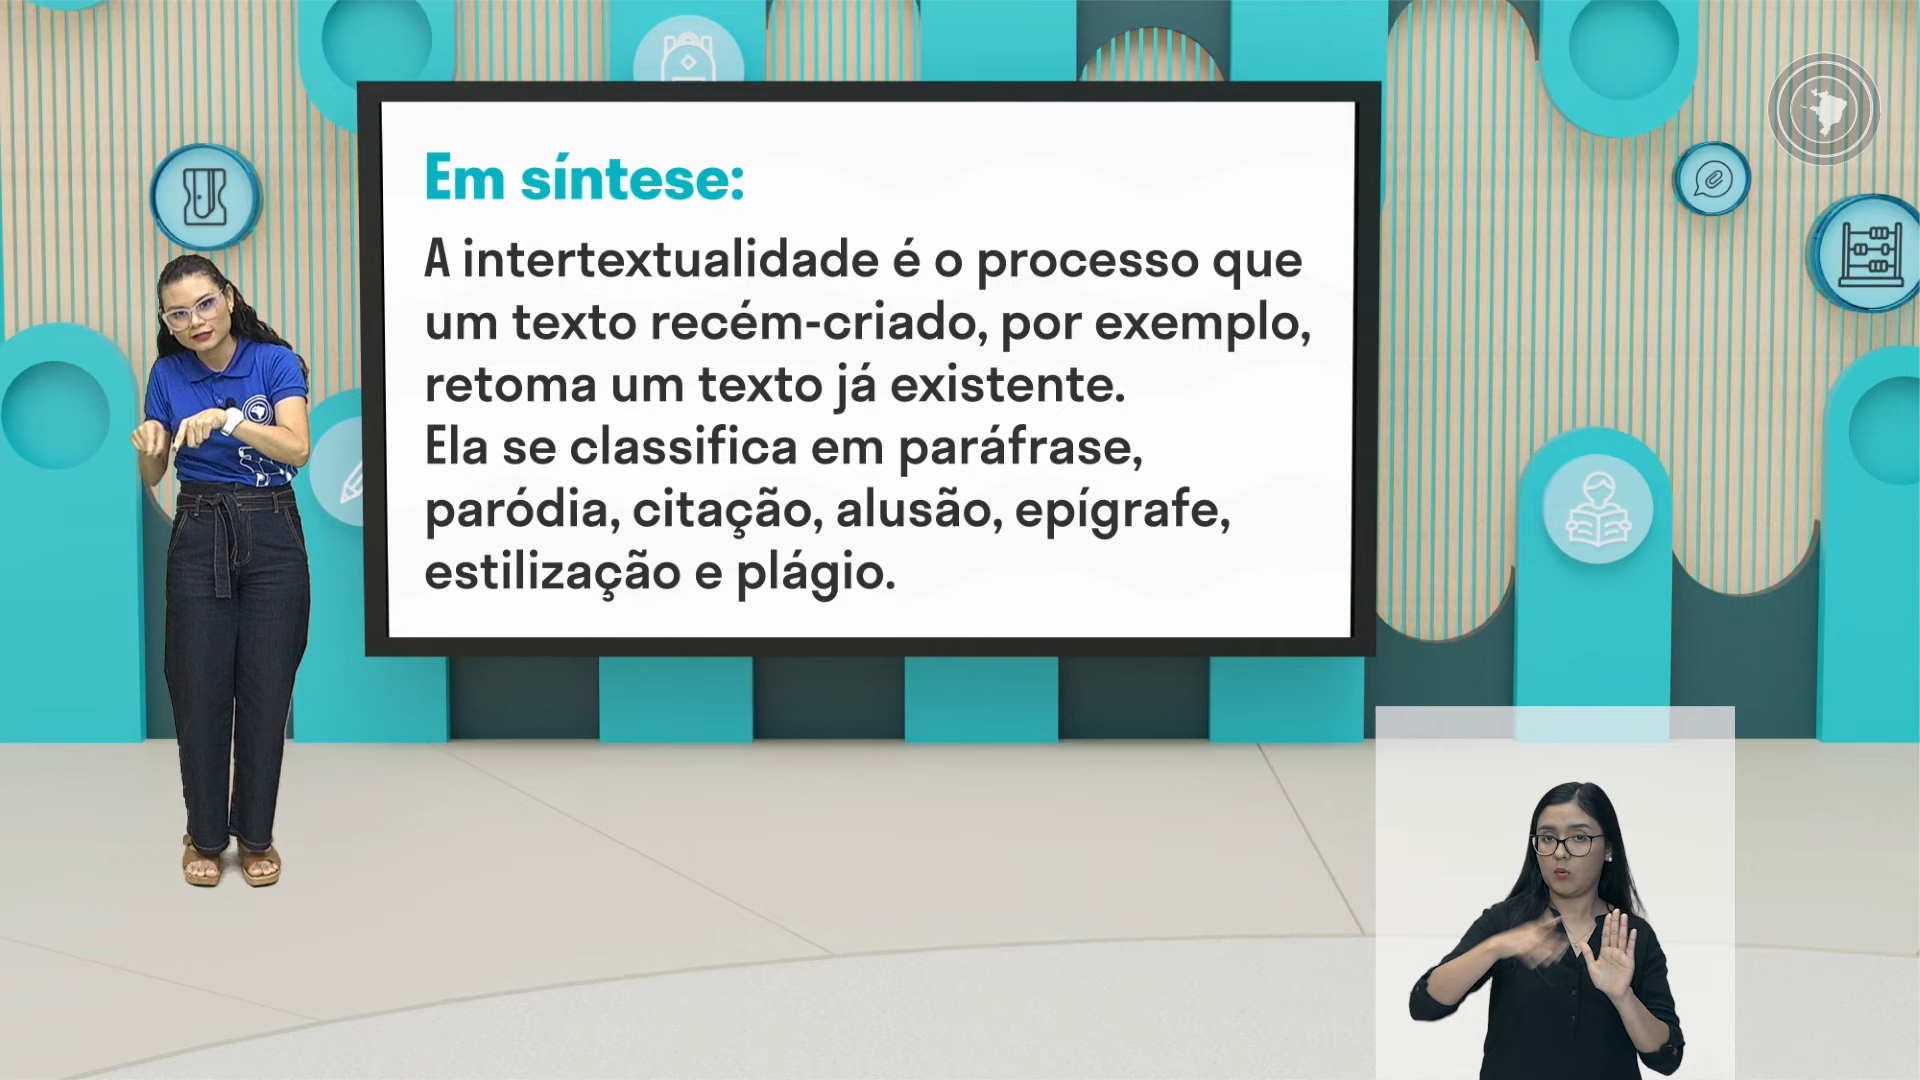 Em síntese:
A intertextualidade é o processo que
um texto recém-criado, por exemplo,
retoma um texto já existente.
Ela se classifica em paráfrase,
paródia, citação, alusão, epígrafe,
estilização e plágio.